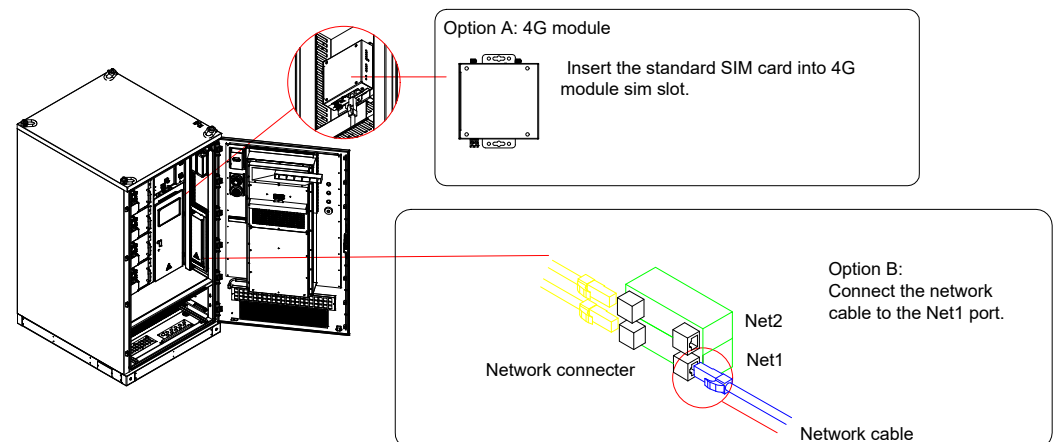 Option A: 4G module
Insert the standard SIM card into 4G
module sim slot.
Option B:
Connect the network
cable to the Net1 port.
Net2
Net1
Network connecter
Network cable